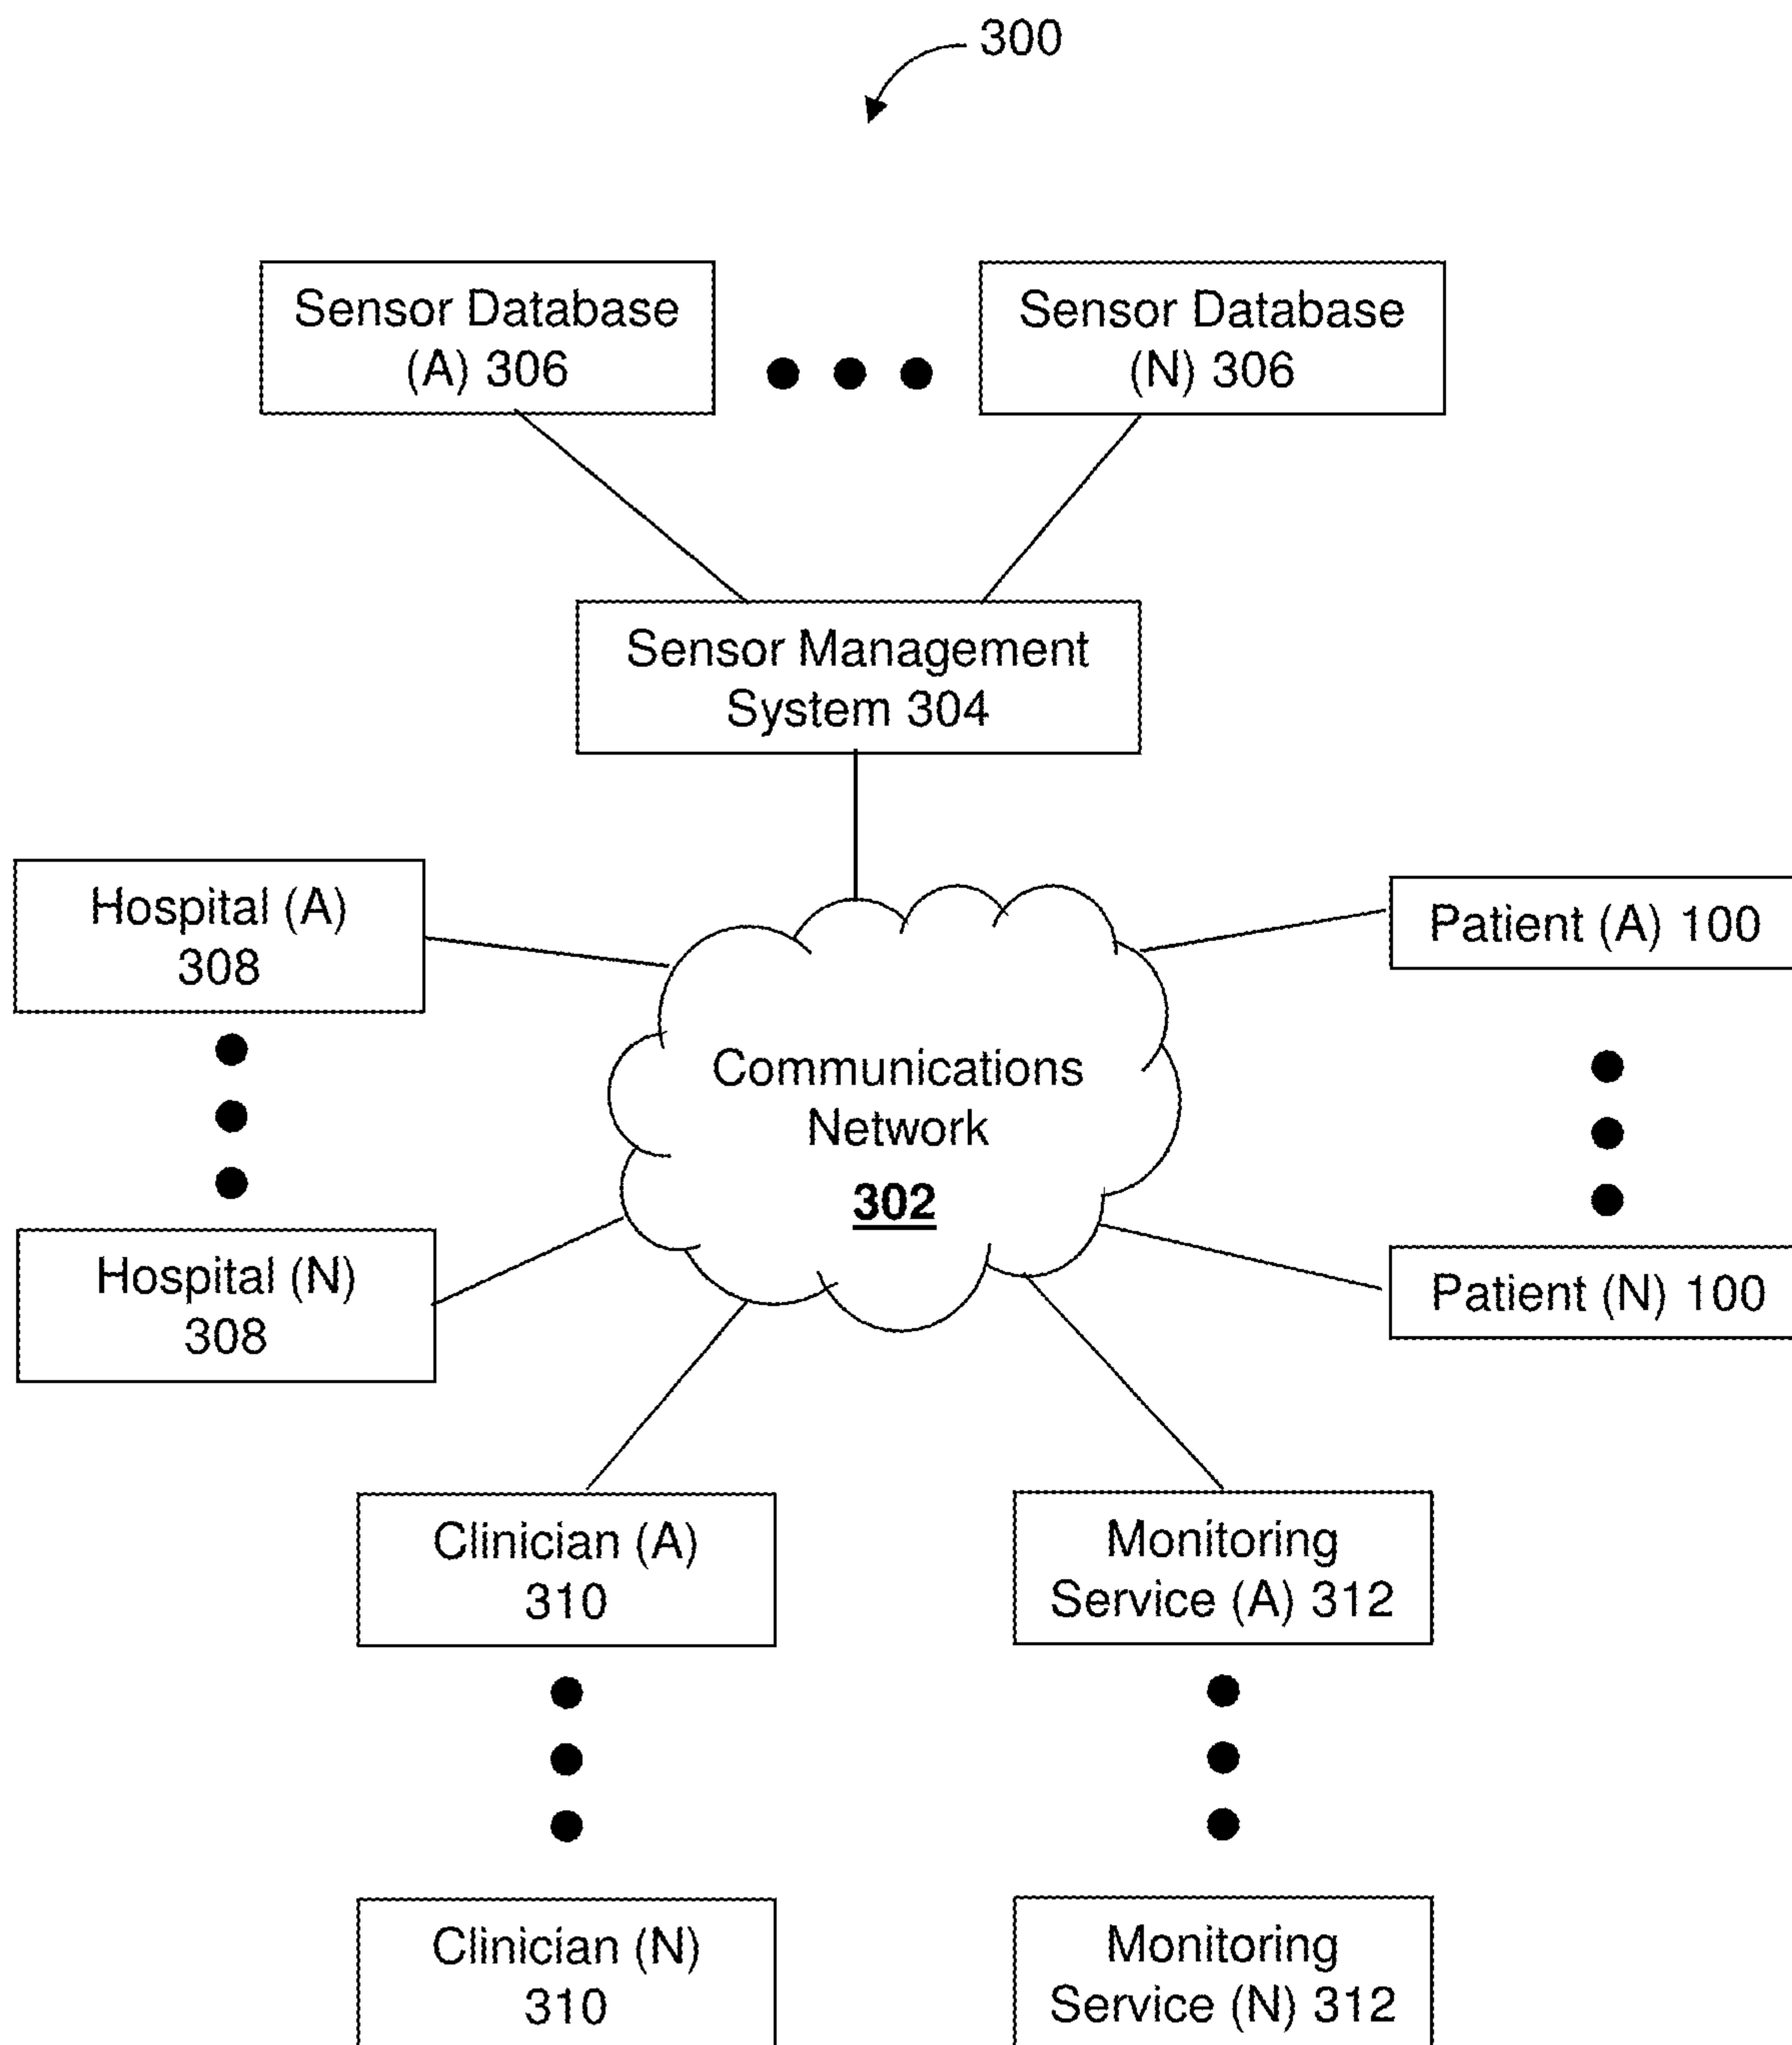 300
Sensor Database
(A) 306
Sensor Database
(N) 306
Sensor Management
System 304
Hospital (A)
308
Patient (A) 100
Communications
Network
302
Hospital (N)
308
Patient (N) 100
Clinician (A)
310
Monitoring
Service (A) 312
Clinician (N)
310
Monitoring
Service (N) 312